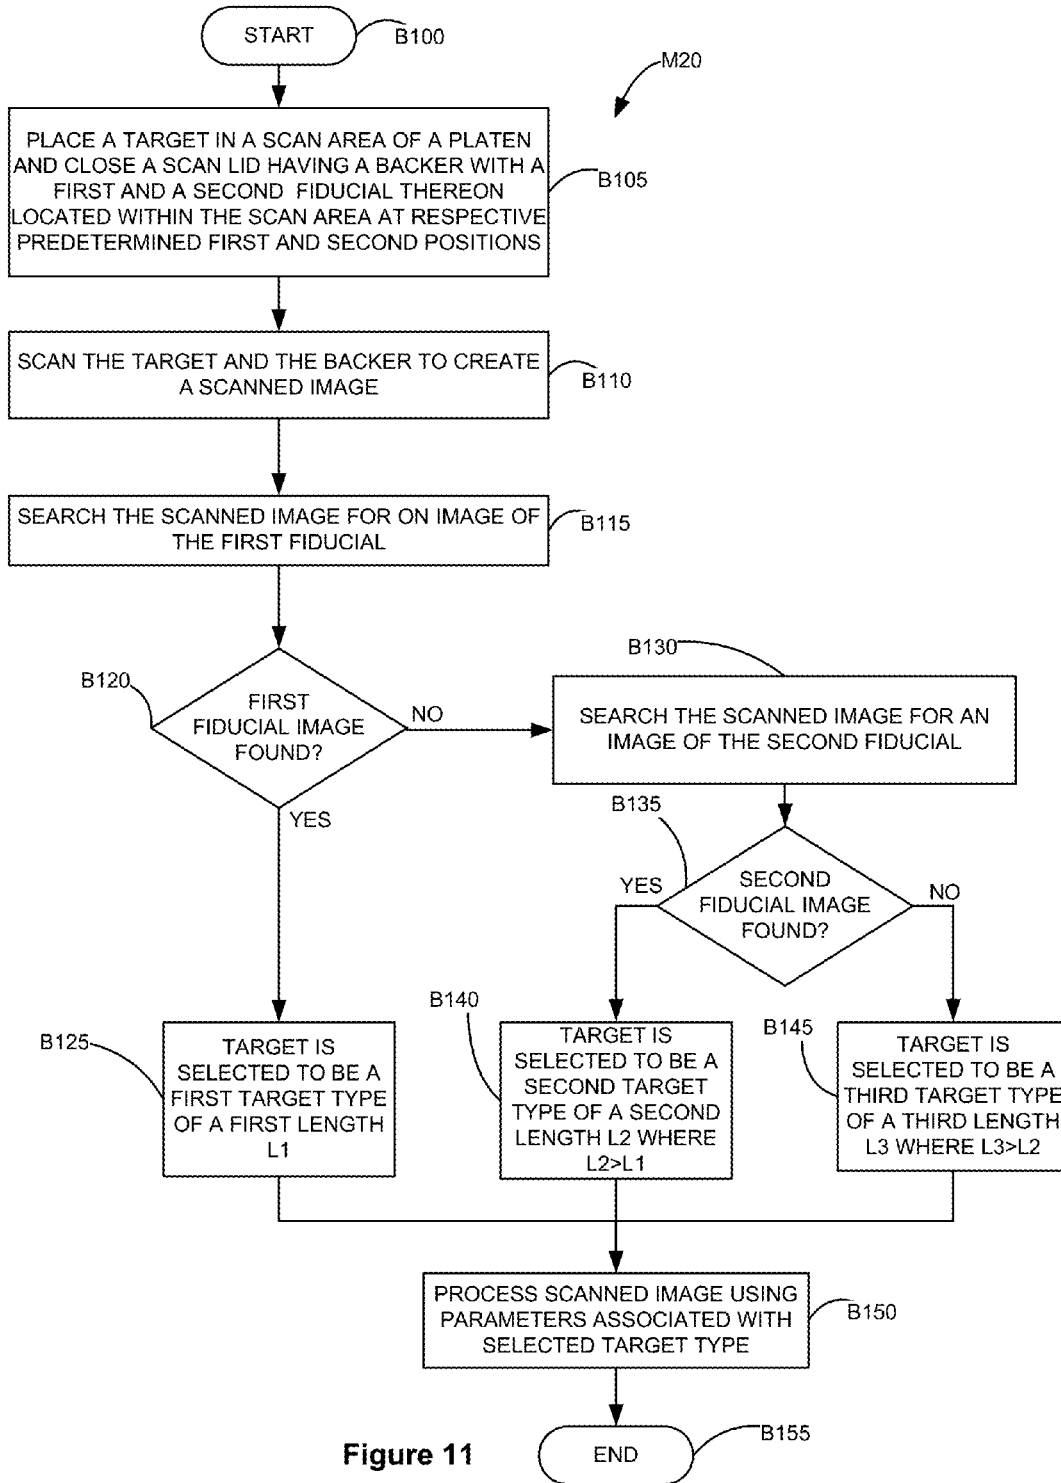 START
B100
M20
PLACE A TARGET IN A SCAN AREA OF A PLATEN
AND CLOSE A SCAN LID HAVING A BACKER WITH A
FIRST AND A SECOND FIDUCIAL THEREON
LOCATED WITHIN THE SCAN AREA AT RESPECTIVE
PREDETERMINED FIRST AND SECOND POSITIONS
B105
SCAN THE TARGET AND THE BACKER TO CREATE
A SCANNED IMAGE
B110
SEARCH THE SCANNED IMAGE FOR ON IMAGE OF
THE FIRST FIDUCIAL
B115
B120
FIRST
FIDUCIAL IMAGE
FOUND?
NO
YES
B130
SEARCH THE SCANNED IMAGE FOR AN
IMAGE OF THE SECOND FIDUCIAL
B135
YES
SECOND
FIDUCIAL IMAGE
FOUND?
NO
B125
TARGET IS
SELECTED TO BE A
FIRST TARGET TYPE
OF A FIRST LENGTH
L1
B140
TARGET IS
SELECTED TO BE A
SECOND TARGET
TYPE OF A SECOND
LENGTH L2 WHERE
L2>L1
B145
TARGET IS
SELECTED TO BE A
THIRD TARGET TYPE
OF A THIRD LENGTH
L3 WHERE L3>L2
PROCESS SCANNED IMAGE USING
PARAMETERS ASSOCIATED WITH
SELECTED TARGET TYPE
B150
END
B155
Figure 11